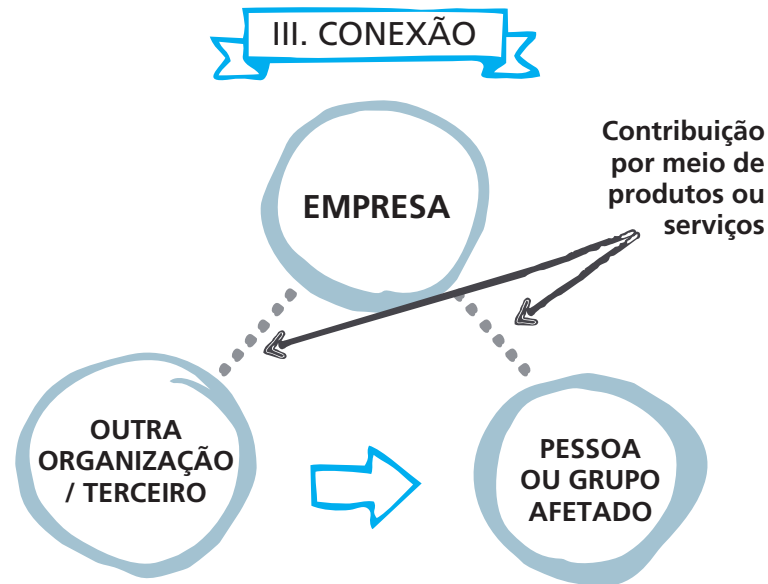 III. CONEXÃO
Contribuição
por meio de
produtos ou
serviços
EMPRESA
OUTRA
ORGANIZAÇÃO
/ TERCEIRO
PESSOA
OU GRUPO
AFETADO